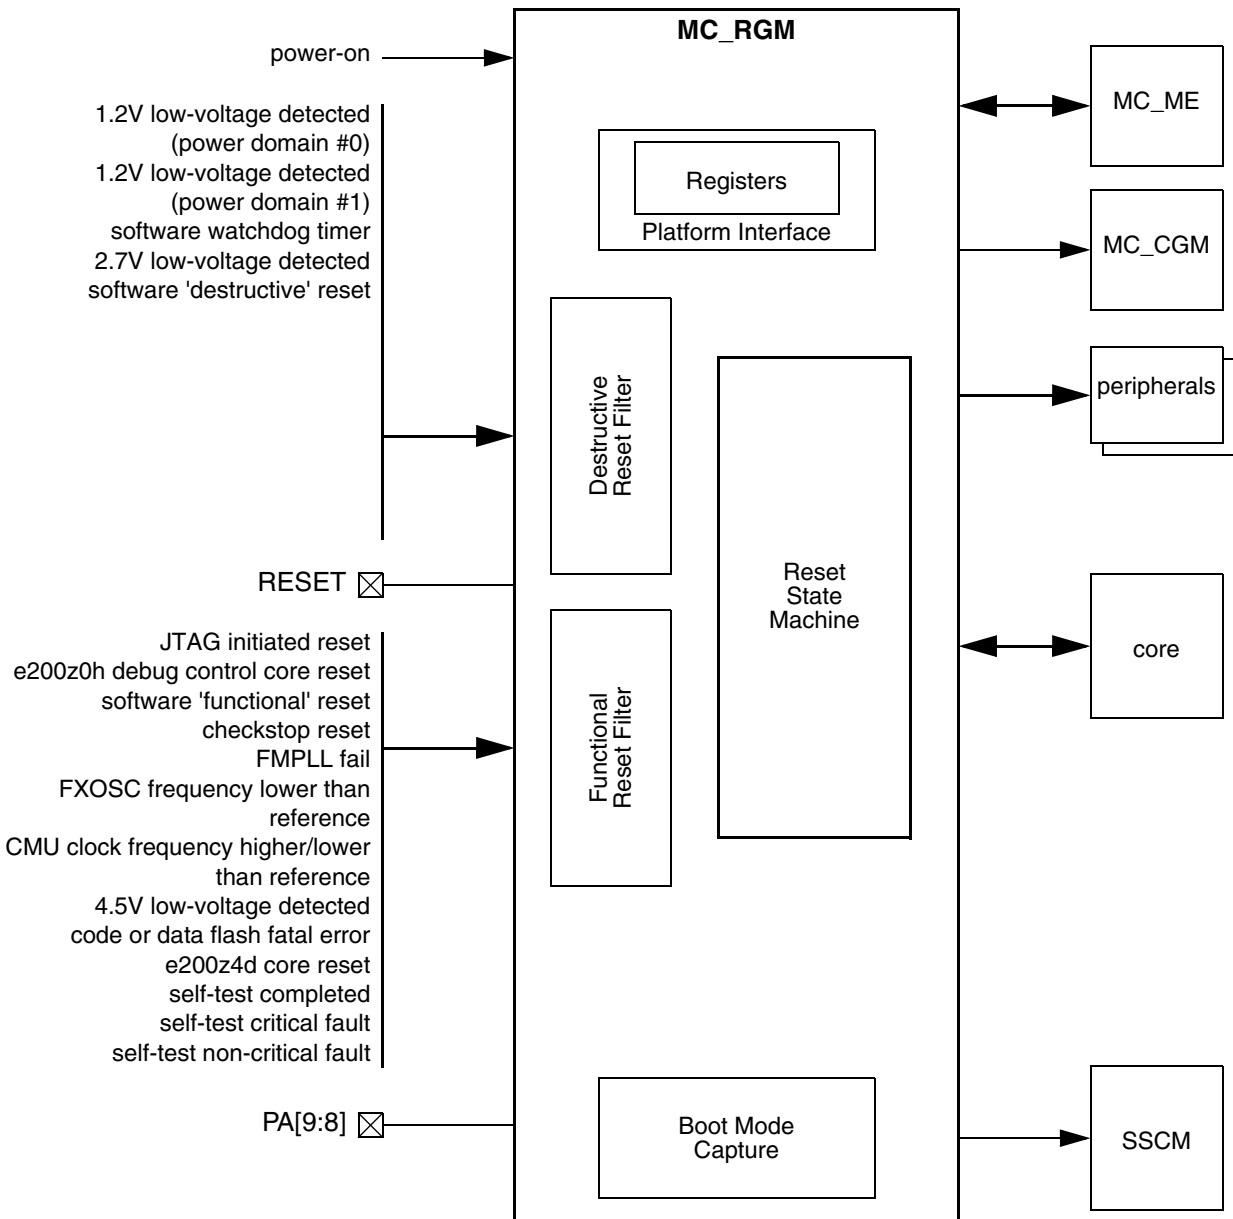 MC_RGM
power-on
1.2V low-voltage detected
(power domain #0)
1.2V low-voltage detected
(power domain #1)
software watchdog timer
2.7V low-voltage detected
software 'destructive' reset
RESET
JTAG initiated reset
e200z0h debug control core reset
software 'functional' reset
checkstop reset
FMPLL fail
FXOSC frequency lower than
reference
CMU clock frequency higher/lower
than reference
4.5V low-voltage detected
code or data flash fatal error
e200z4d core reset
self-test completed
self-test critical fault
self-test non-critical fault
PA[9:8]
Registers
Platform Interface
Destructive
Reset Filter
Functional
Reset Filter
Reset
State
Machine
Boot Mode
Capture
MC_ME
MC_CGM
peripherals
core
SSCM